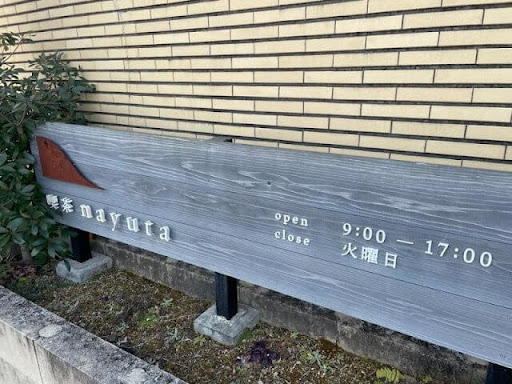 喫茶 nayuta
open 9:00 — 17:00
close 火曜日